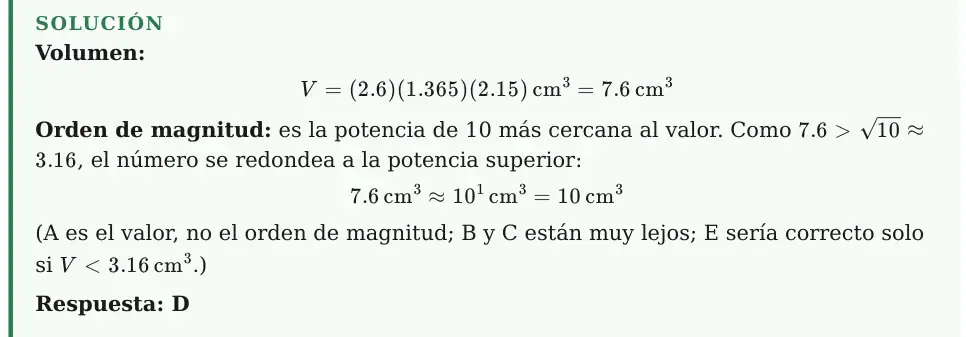 SOLUCIÓN
Volumen:
V = (2.6)(1.365)(2.15) cm³ = 7.6 cm³
Orden de magnitud: es la potencia de 10 más cercana al valor. Como 7.6 > √10 ≈
3.16, el número se redondea a la potencia superior:
7.6 cm³ ≈ 10¹ cm³ = 10 cm³
(A es el valor, no el orden de magnitud; B y C están muy lejos; E sería correcto solo
si V < 3.16 cm³.)
Respuesta: D